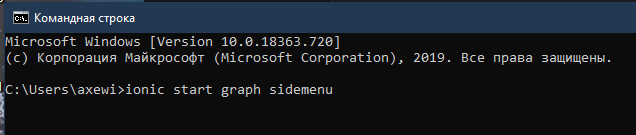 Командная строка
Microsoft Windows [Version 10.0.18363.720]
(c) Корпорация Майкрософт (Microsoft Corporation), 2019. Все права защищены.
C:\Users\axewi>ionic start graph sidemenu